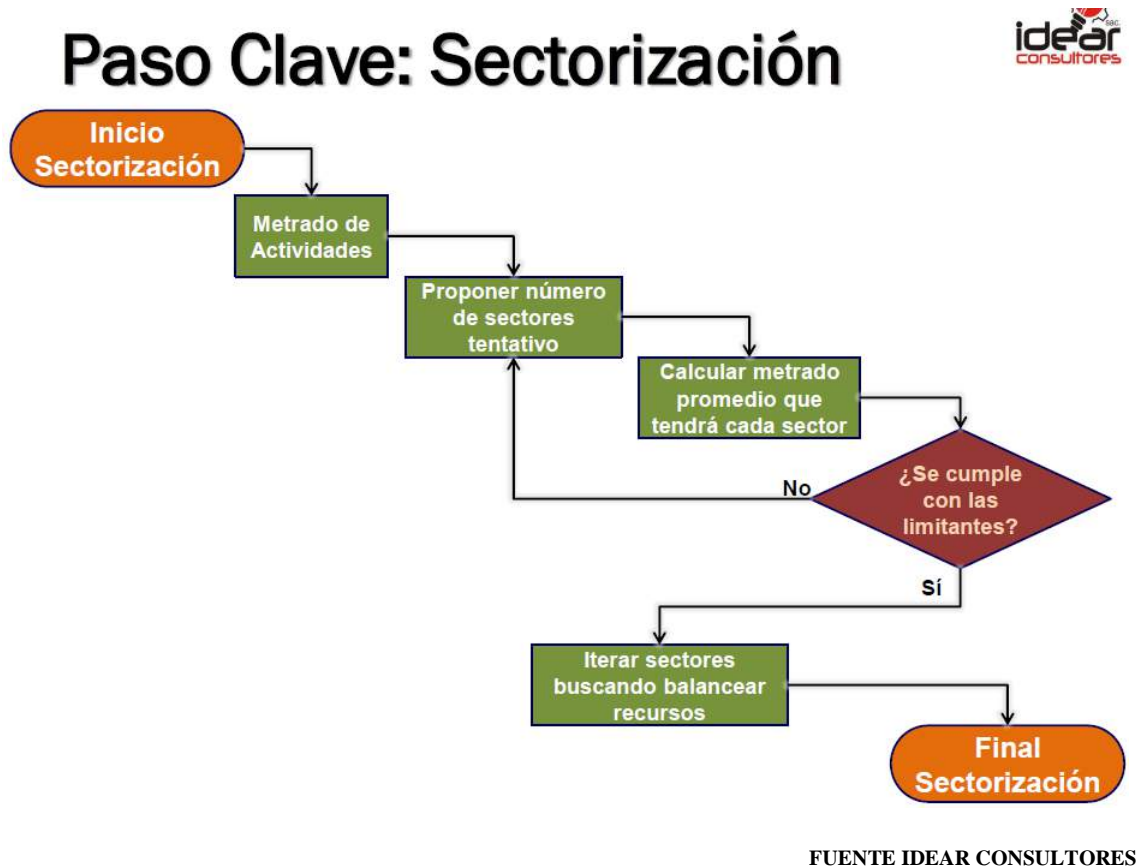 Paso Clave: Sectorización
idear
sac.
consultores
Inicio
Sectorización
Metrado de
Actividades
Proponer número
de sectores
tentativo
Calcular metrado
promedio que
tendrá cada sector
¿Se cumple
con las
limitantes?
No
Sí
Iterar sectores
buscando balancear
recursos
Final
Sectorización
FUENTE IDEAR CONSULTORES